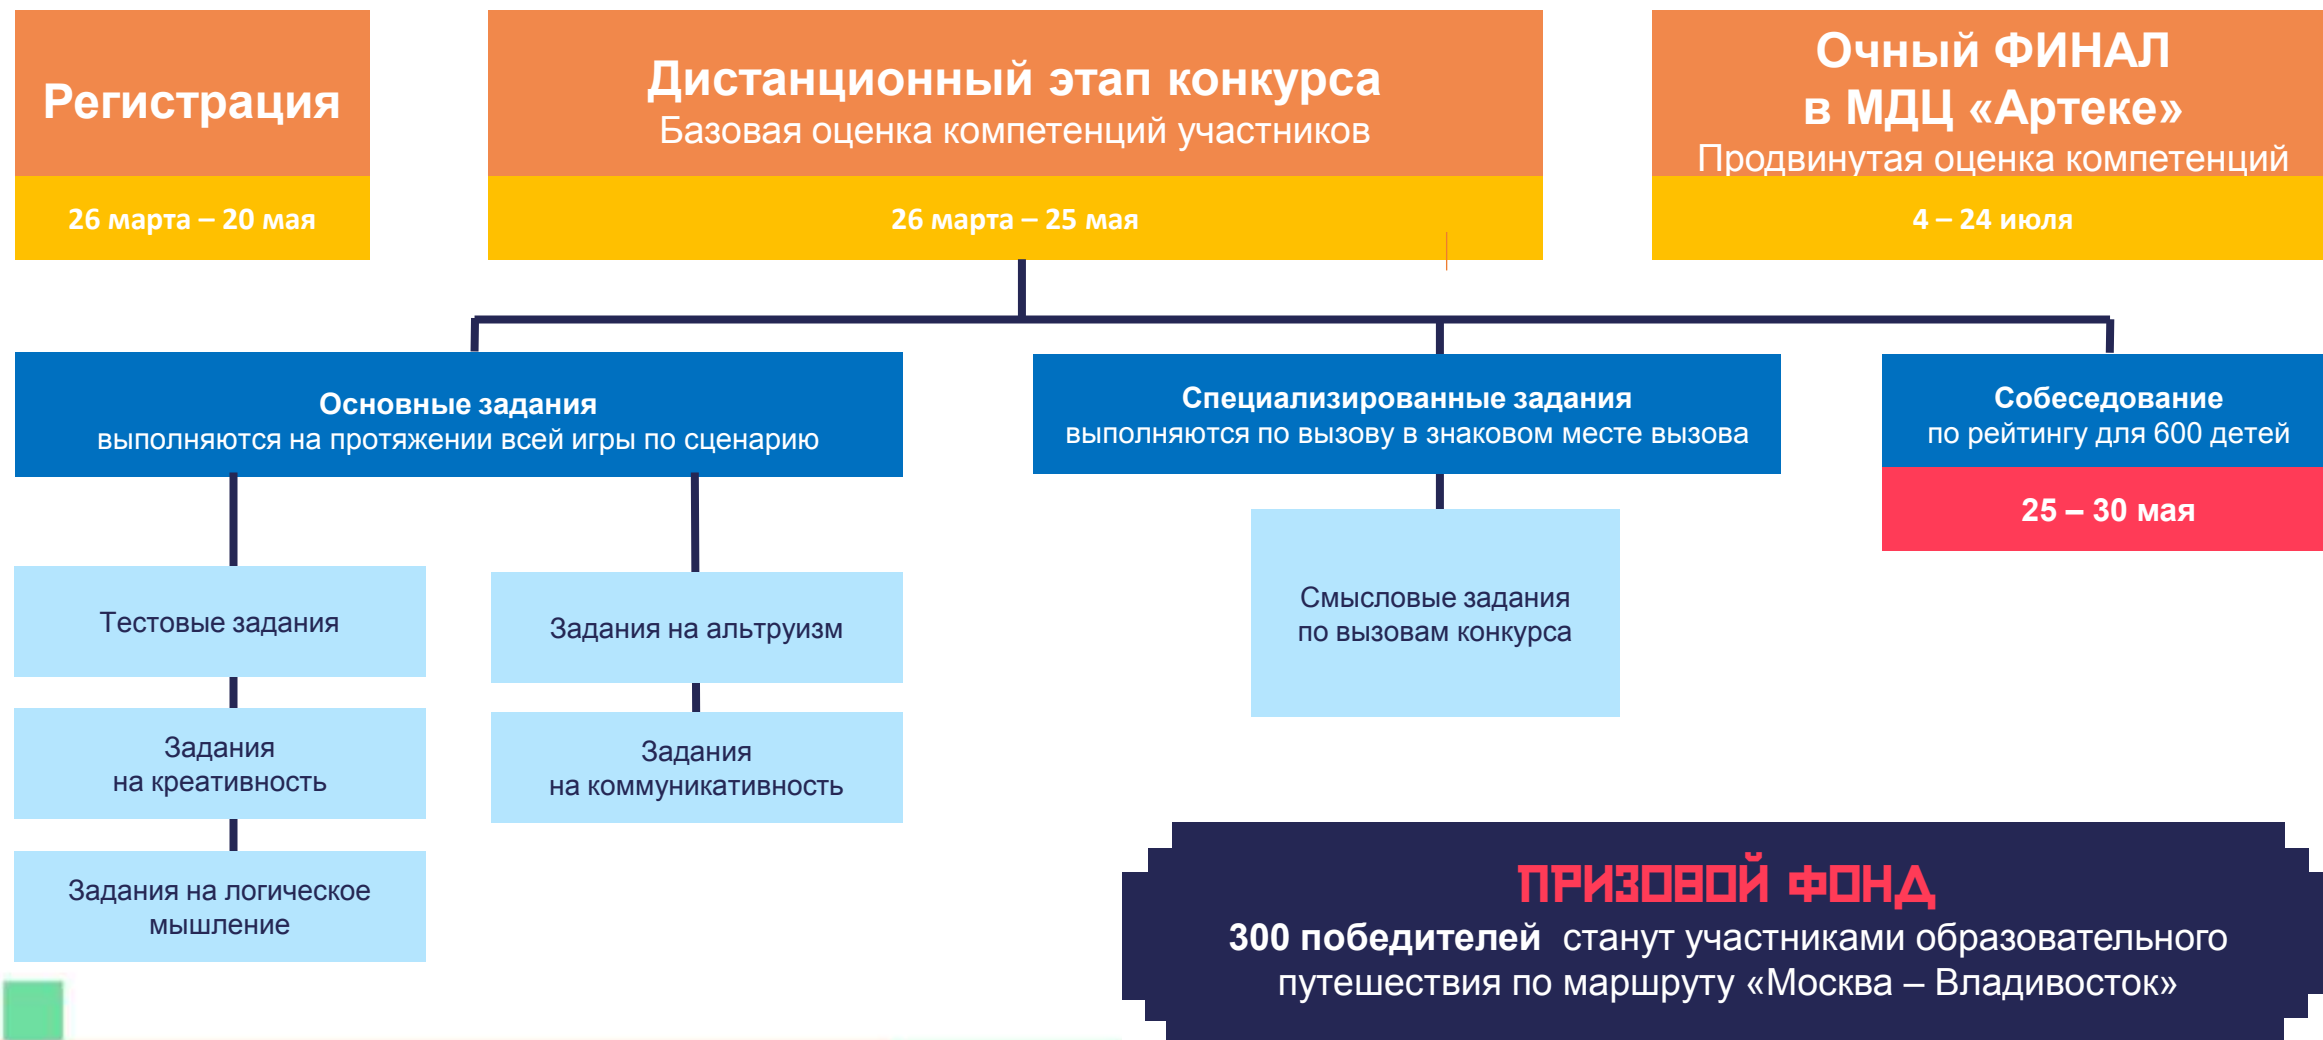 Регистрация
26 марта – 20 мая
Дистанционный этап конкурса
Базовая оценка компетенций участников
26 марта – 25 мая
Очный ФИНАЛ
в МДЦ «Артеке»
Продвинутая оценка компетенций
4 – 24 июля
Основные задания
выполняются на протяжении всей игры по сценарию
Специализированные задания
выполняются по вызову в знаковом месте вызова
Собеседование
по рейтингу для 600 детей
25 – 30 мая
Тестовые задания
Задания
на креативность
Задания на логическое
мышление
Задания на альтруизм
Задания
на коммуникативность
Смысловые задания
по вызовам конкурса
ПРИЗОВОЙ ФОНД
300 победителей станут участниками образовательного
путешествия по маршруту «Москва – Владивосток»